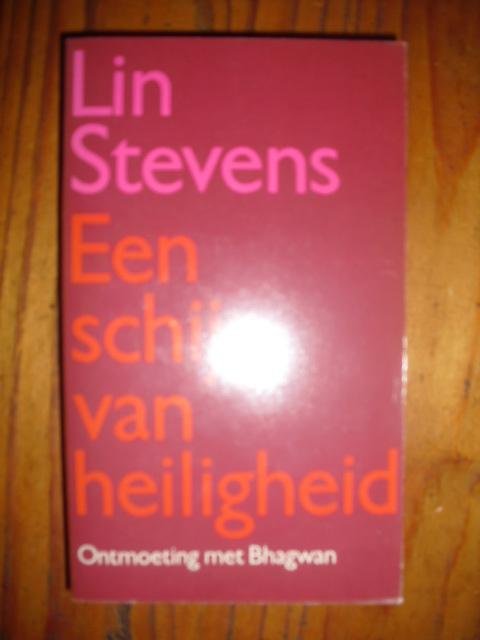 Lin
Stevens
Een
van
heiligheid
Ontmoeting met Bhagwan